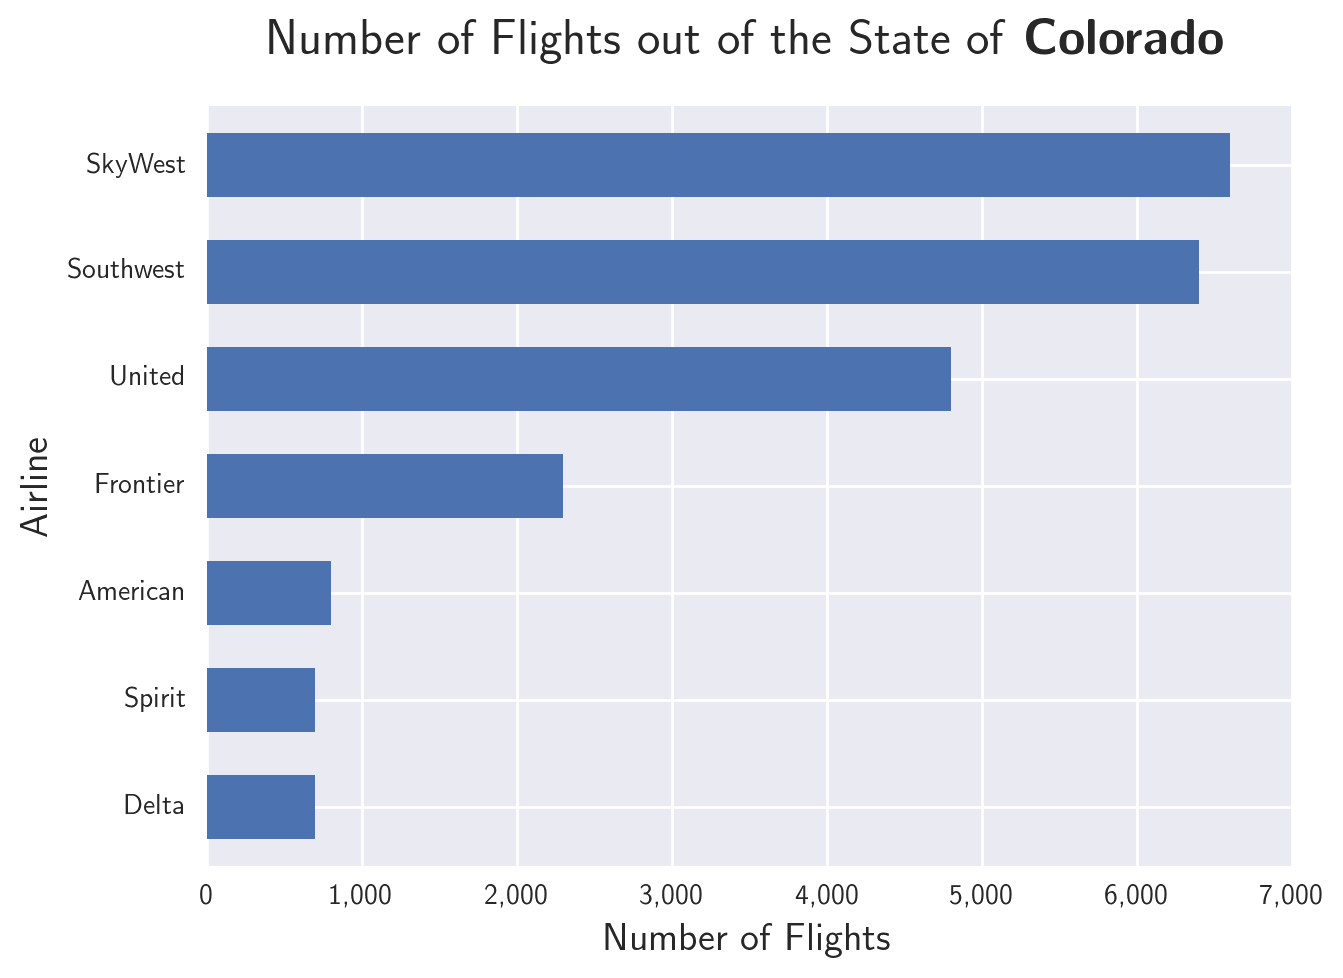 Number of Flights out of the State of Colorado
SkyWest
Southwest
United
Frontier
American
Spirit
Delta
Airline
0 1,000 2,000 3,000 4,000 5,000 6,000 7,000
Number of Flights